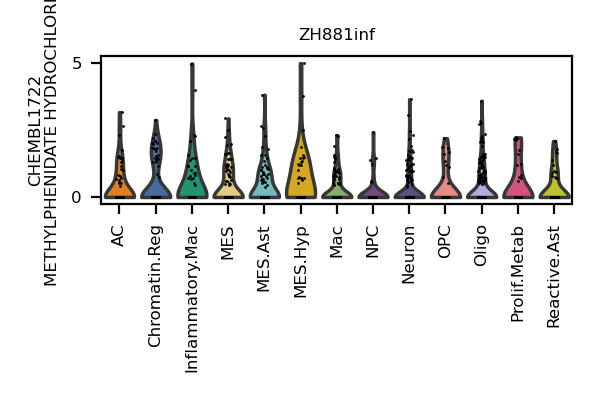 ZH881inf
CHEMBL1722
METHYLPHENIDATE HYDROCHLORI
5
0
AC
Chromatin.Reg
Inflammatory.Mac
MES
MES.Ast
MES.Hyp
Mac
NPC
Neuron
OPC
Oligo
Prolif.Metab
Reactive.Ast